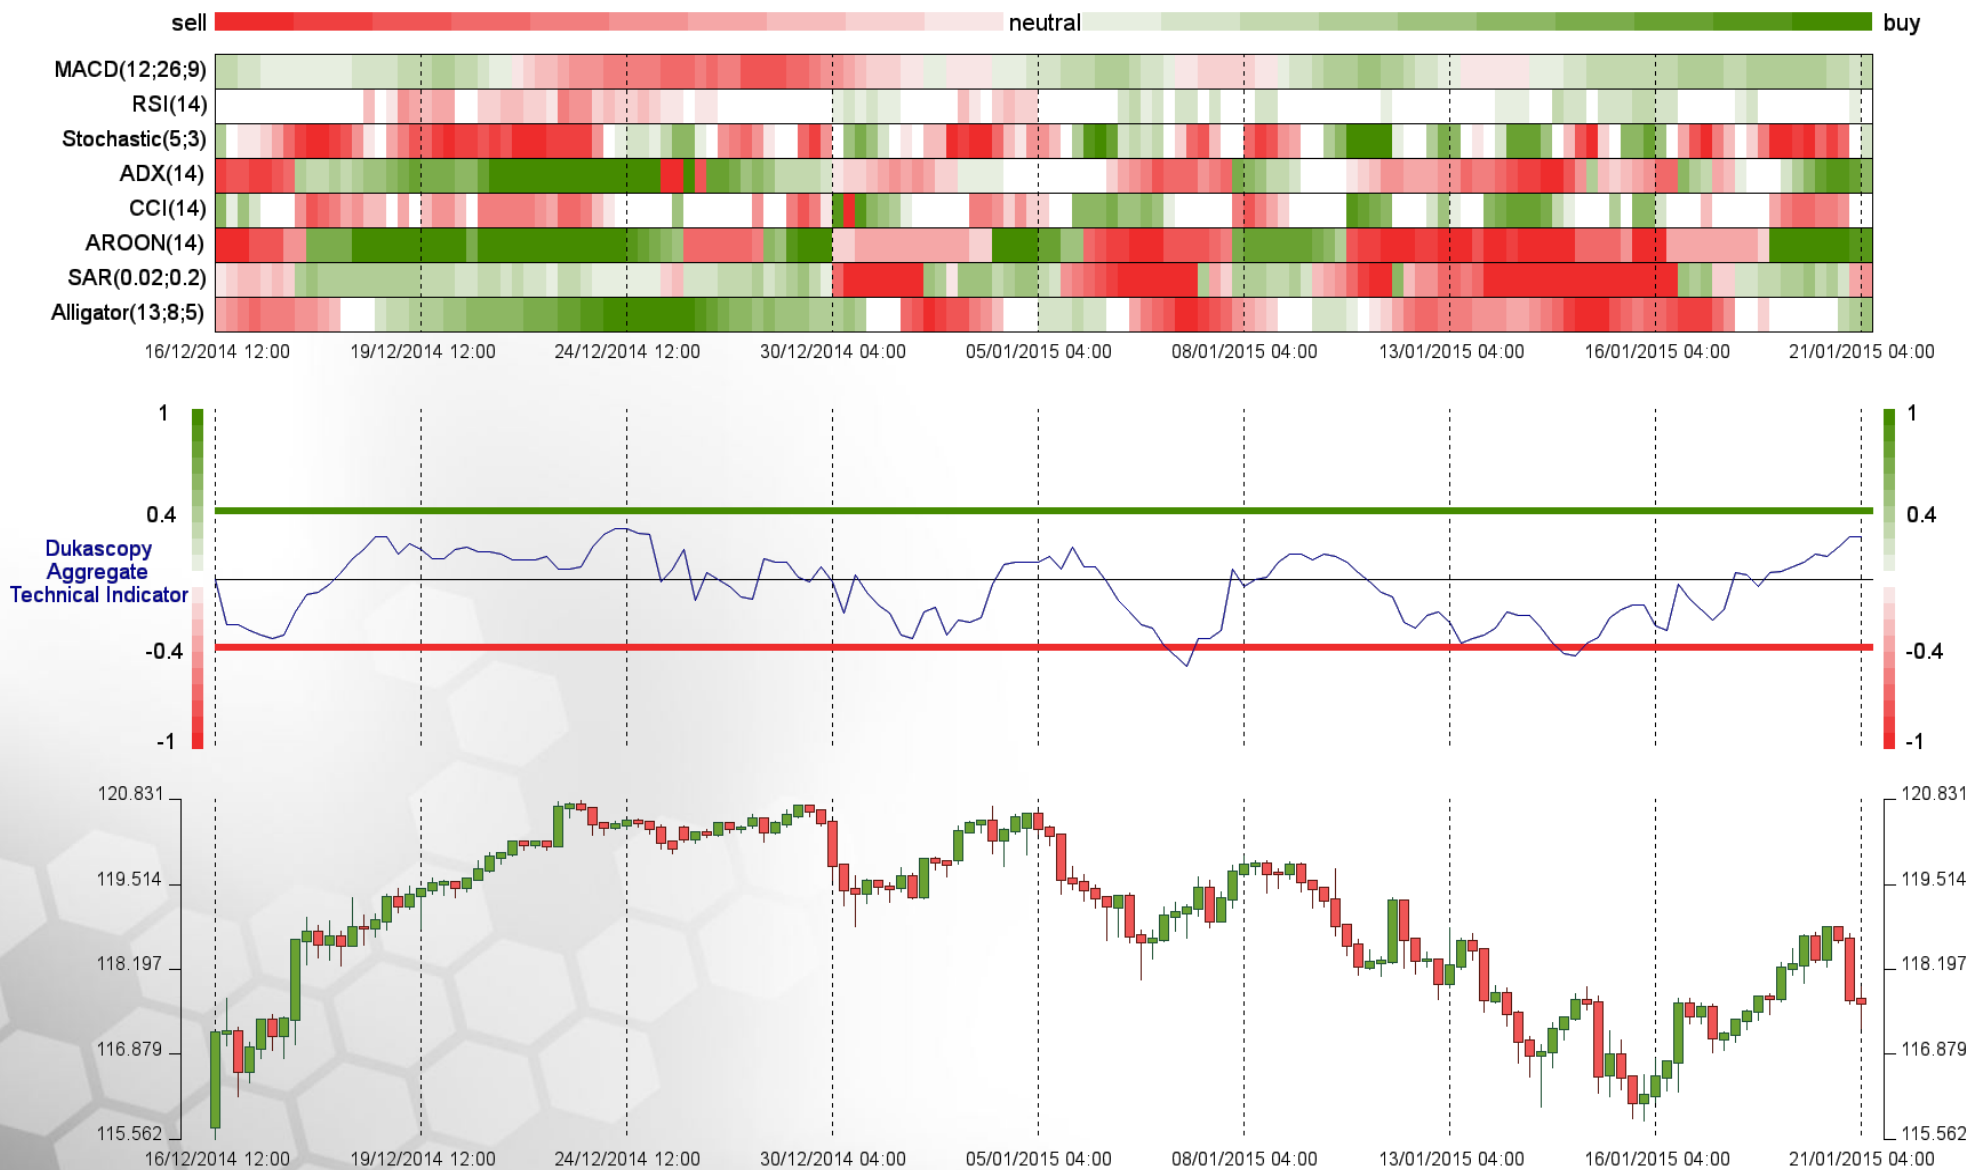 sell neutral buy
MACD(12;26;9)
RSI(14)
Stochastic(5;3)
ADX(14)
CCI(14)
AROON(14)
SAR(0.02;0.2)
Alligator(13;8;5)
16/12/2014 12:00 19/12/2014 12:00 24/12/2014 12:00 30/12/2014 04:00 05/01/2015 04:00 08/01/2015 04:00 13/01/2015 04:00 16/01/2015 04:00 21/01/2015 04:00
1 1
0.4 0.4
Dukascopy
Aggregate
Technical Indicator
-0.4 -0.4
-1 -1
120.831 120.831
119.514 119.514
118.197 118.197
116.879 116.879
115.562 115.562
16/12/2014 12:00 19/12/2014 12:00 24/12/2014 12:00 30/12/2014 04:00 05/01/2015 04:00 08/01/2015 04:00 13/01/2015 04:00 16/01/2015 04:00 21/01/2015 04:00